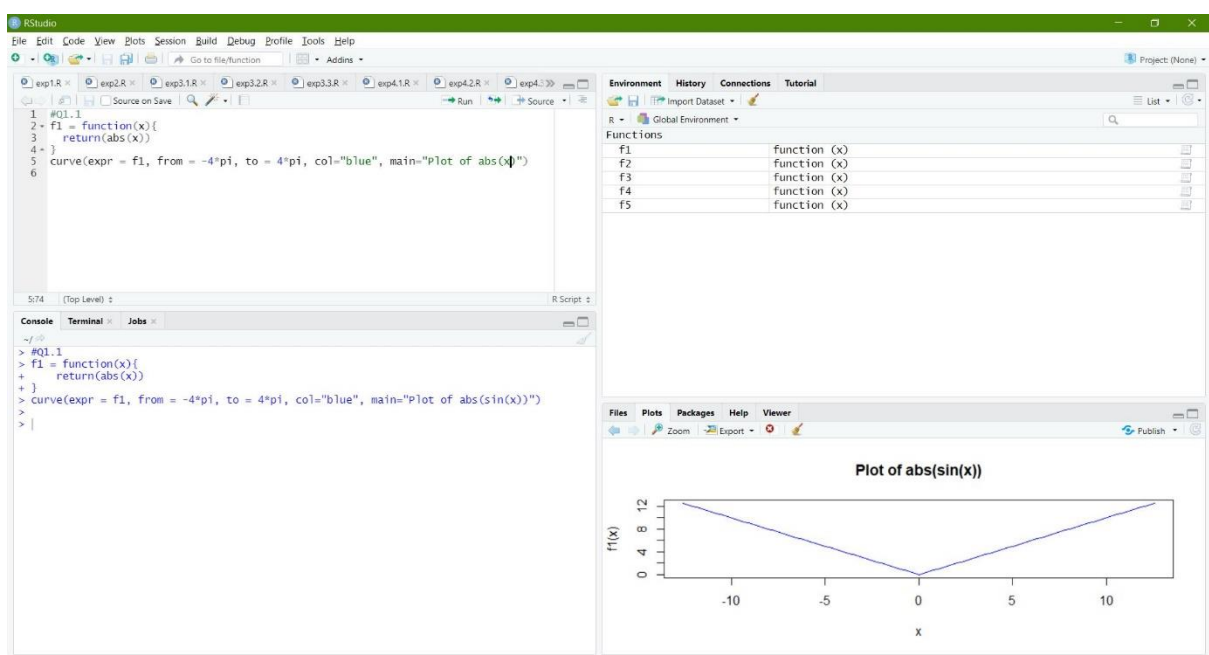 RStudio
File Edit Code View Plots Session Build Debug Profile Tools Help
Go to file/function Addins Project: (None)
exp1.R exp2.R exp3.1.R exp3.2.R exp3.3.R exp4.1.R exp4.2.R exp4.3
Source on Save Run Source
1 #Q1.1
2 f1 = function(x){
3 return(abs(x))
4 }
5 curve(expr = f1, from = -4*pi, to = 4*pi, col="blue", main="Plot of abs(x)")
6
5:74 (Top Level) R Script
Console Terminal Jobs
~/
> #Q1.1
> f1 = function(x){
+ return(abs(x))
+ }
> curve(expr = f1, from = -4*pi, to = 4*pi, col="blue", main="Plot of abs(sin(x))")
>
>
Environment History Connections Tutorial
Import Dataset List
R Global Environment
Functions
f1 function (x)
f2 function (x)
f3 function (x)
f4 function (x)
f5 function (x)
Files Plots Packages Help Viewer
Zoom Export Publish
Plot of abs(sin(x))
f1(x)
12
8
4
0
-10 -5 0 5 10
x